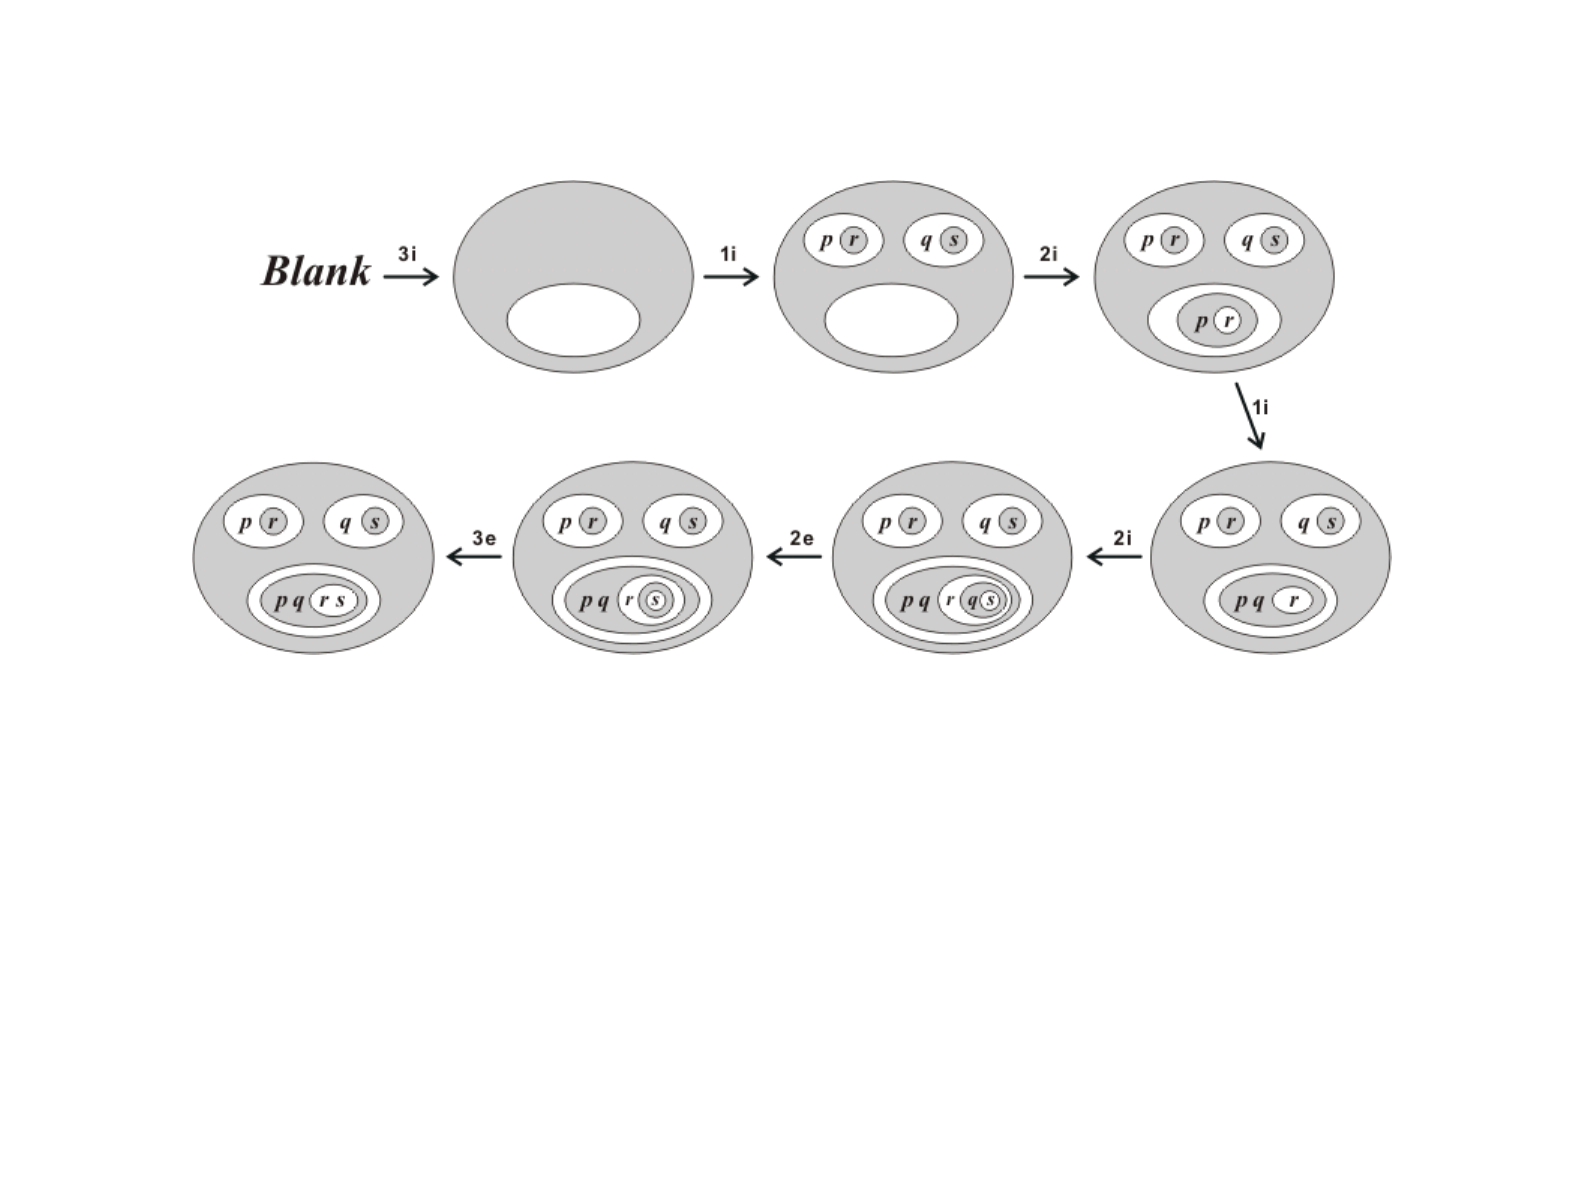 Blank 3i 1i 2i
p r q s p r q s
p r
1i
3e 2e 2i
p r q s p r q s p r q s p r q s
p q r s p q r s p q r q s p q r